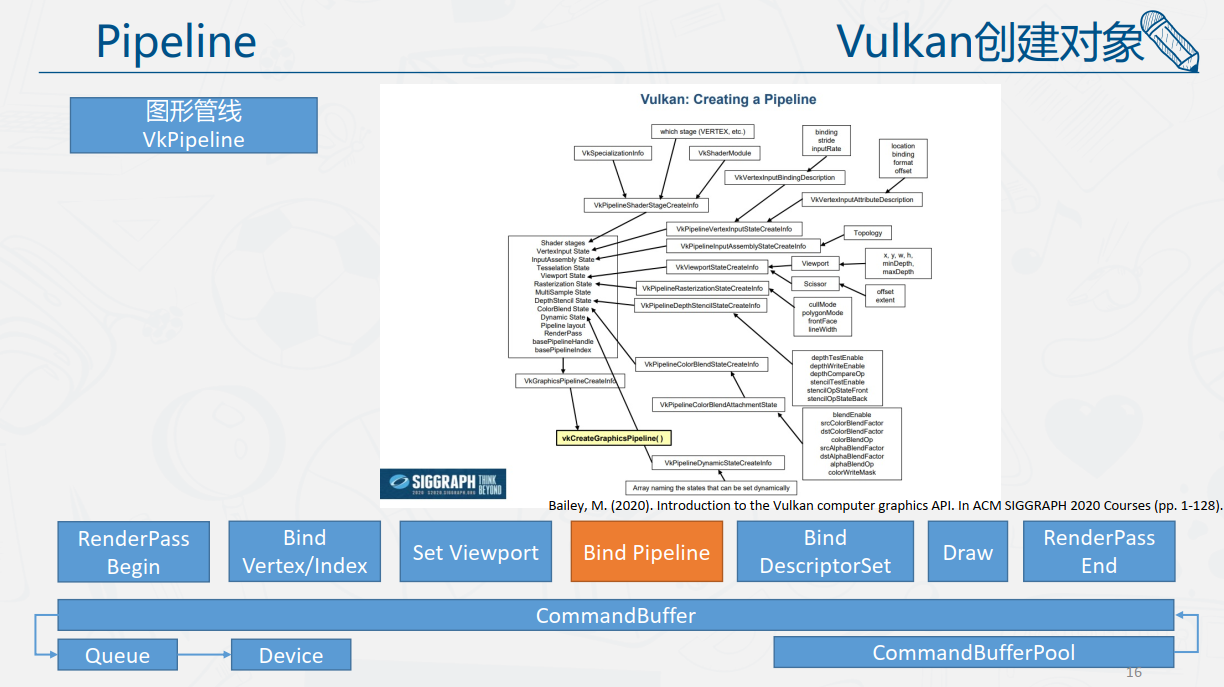 Pipeline
Vulkan创建对象
图形管线
VkPipeline
Vulkan: Creating a Pipeline
which stage (VERTEX, etc.)
VkSpecializationInfo
VkShaderModule
binding
stride
inputRate
location
binding
format
offset
VkVertexInputBindingDescription
VkVertexInputAttributeDescription
VkPipelineShaderStageCreateInfo
VkPipelineVertexInputStateCreateInfo
Topology
VkPipelineInputAssemblyStateCreateInfo
Shader stages
VertexInput State
InputAssembly State
Tesselation State
Viewport State
Rasterization State
MultiSample State
DepthStencil State
ColorBlend State
Dynamic State
Pipeline layout
RenderPass
basePipelineHandle
basePipelineIndex
VkViewportStateCreateInfo
Viewport
x, y, w, h,
minDepth,
maxDepth
Scissor
offset
extent
VkPipelineRasterizationStateCreateInfo
cullMode
polygonMode
frontFace
lineWidth
VkPipelineDepthStencilStateCreateInfo
depthTestEnable
depthWriteEnable
depthCompareOp
stencilTestEnable
stencilOpStateFront
stencilOpStateBack
VkPipelineColorBlendStateCreateInfo
VkGraphicsPipelineCreateInfo
VkPipelineColorBlendAttachmentState
blendEnable
srcColorBlendFactor
dstColorBlendFactor
colorBlendOp
srcAlphaBlendFactor
dstAlphaBlendFactor
alphaBlendOp
colorWriteMask
vkCreateGraphicsPipeline( )
VkPipelineDynamicStateCreateInfo
Array naming the states that can be set dynamically
SIGGRAPH
THINK
BEYOND
Bailey, M. (2020). Introduction to the Vulkan computer graphics API. In ACM SIGGRAPH 2020 Courses (pp. 1-128).
RenderPass
Begin
Bind
Vertex/Index
Set Viewport
Bind Pipeline
Bind
DescriptorSet
Draw
RenderPass
End
CommandBuffer
Queue
Device
CommandBufferPool
16